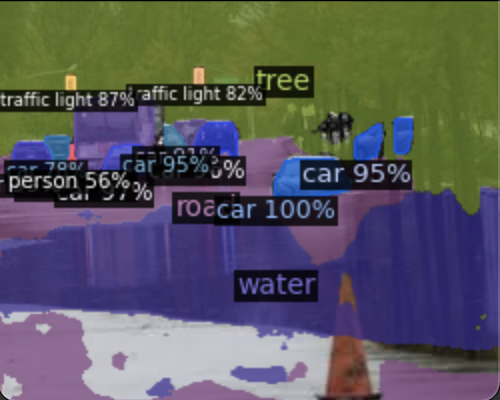 tree
traffic light 82%
traffic light 87%
car 95%
car 78%
car 95%
person 56%
car 97%
road
car 100%
water